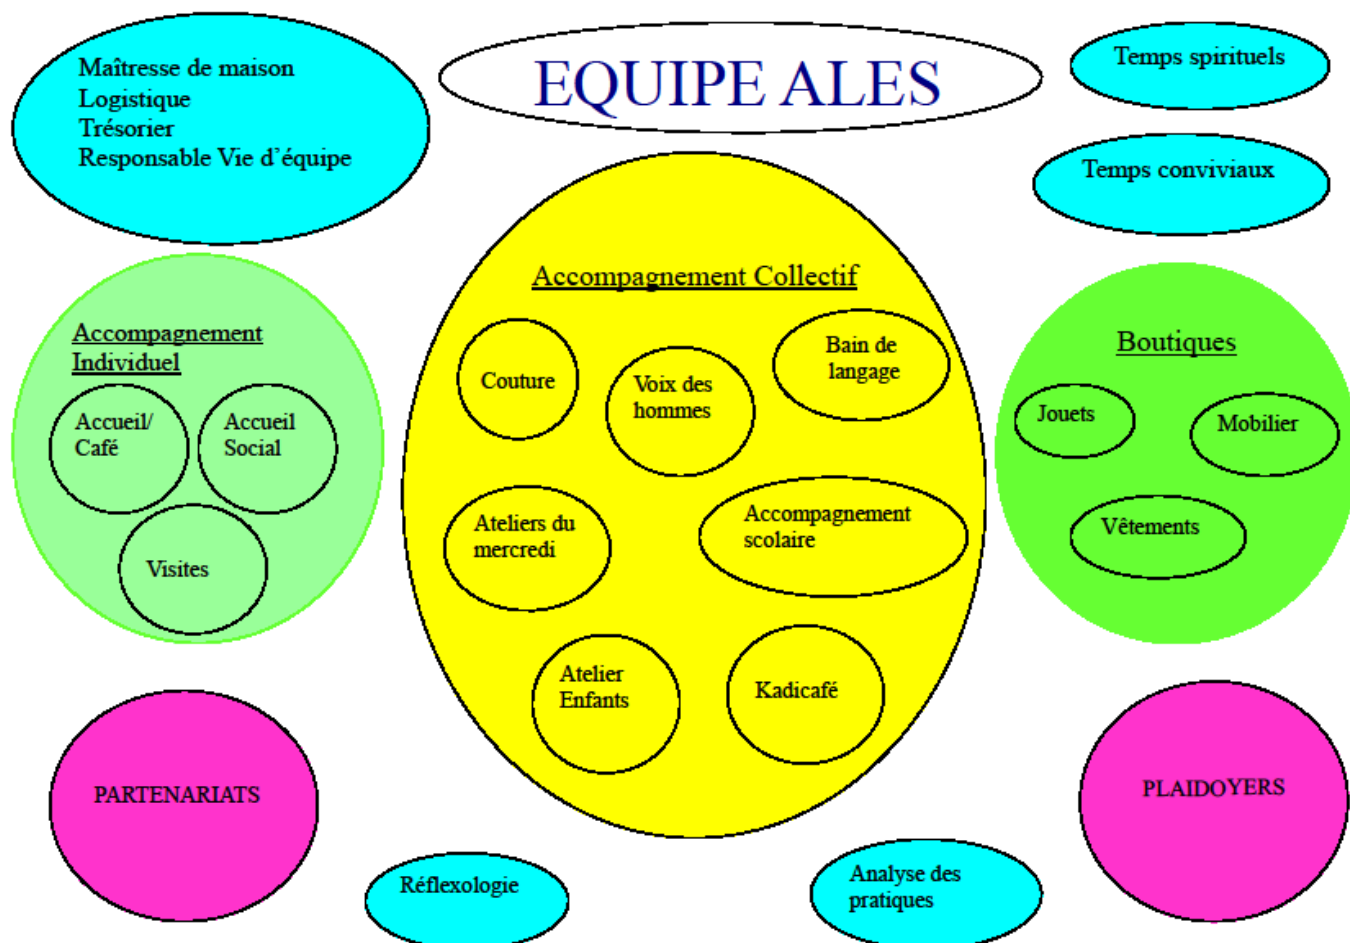 Maîtresse de maison
Logistique
Trésorier
Responsable Vie d'équipe
EQUIPE ALES
Temps spirituels
Temps conviviaux
Accompagnement
Individuel
Accueil/
Café
Accueil
Social
Visites
Accompagnement Collectif
Couture
Voix des
hommes
Bain de
langage
Ateliers du
mercredi
Accompagnement
scolaire
Atelier
Enfants
Kadicafé
Boutiques
Jouets
Mobilier
Vêtements
PARTENARIATS
PLAIDOYERS
Réflexologie
Analyse des
pratiques